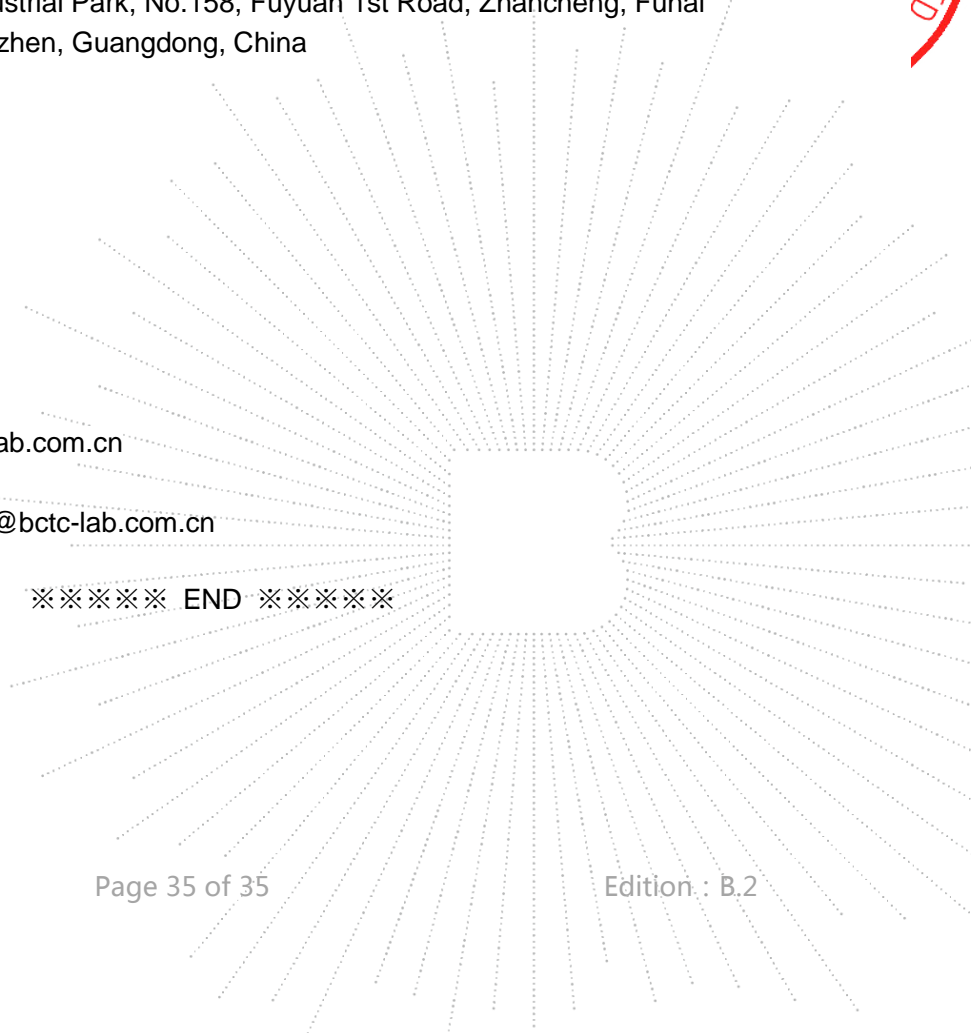 strial Park, No.158, Fuyuan 1st Road, Zhancheng, Fuhai
zhen, Guangdong, China
ab.com.cn
@bctc-lab.com.cn
※※※※※ END ※※※※※
Page 35 of 35 Edition：B.2